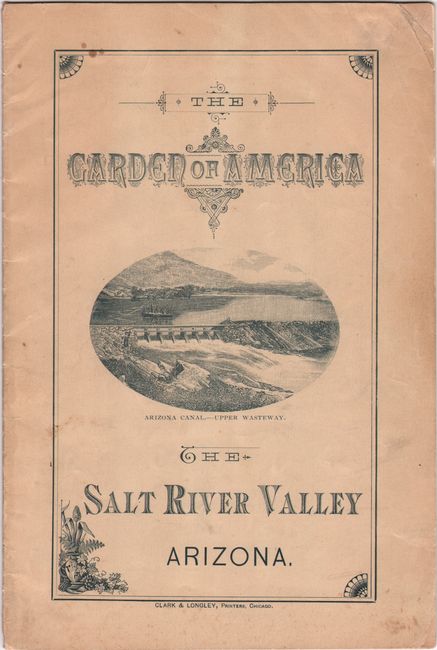 THE
GARDEN OF AMERICA
ARIZONA CANAL.—UPPER WASTEWAY.
THE
SALT RIVER VALLEY
ARIZONA.
CLARK & LONGLEY, PRINTERS, CHICAGO.